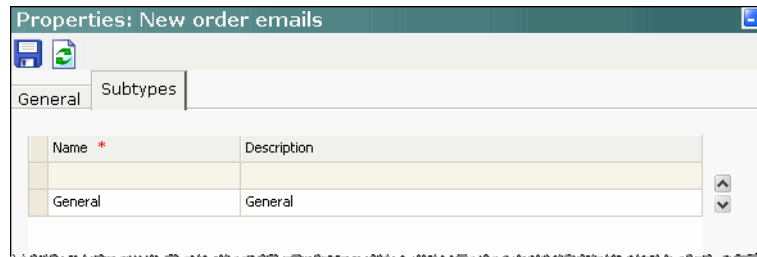 Properties: New order emails
General Subtypes
Name * Description
General General